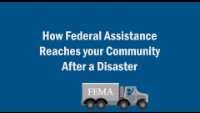 How Federal Assistance
Reaches your Community
After a Disaster
FEMA